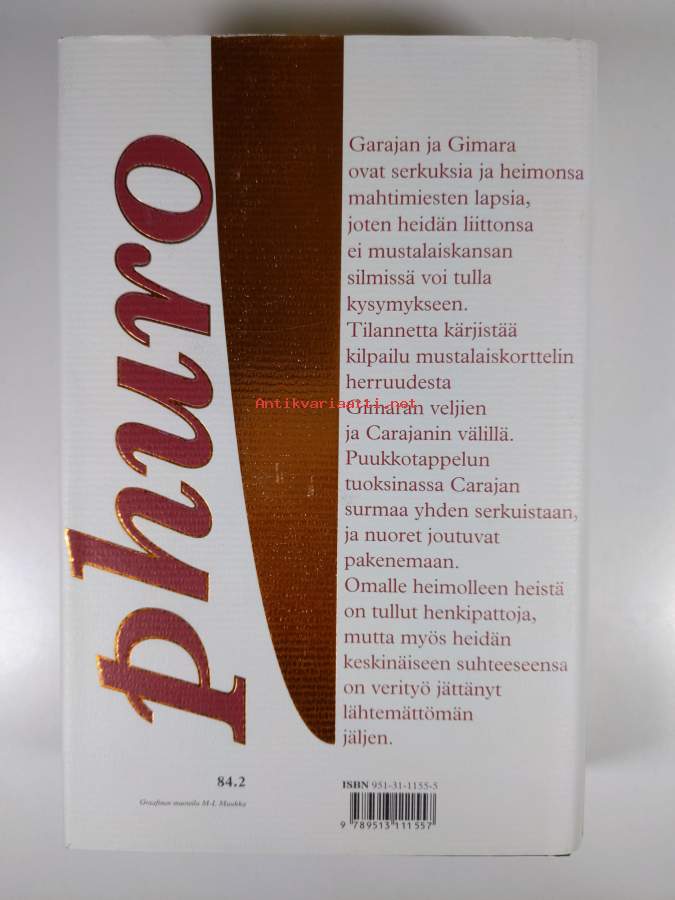 phuro
Garajan ja Gimara
ovat serkuksia ja heimonsa
mahtimiesten lapsia,
joten heidän liittonsa
ei mustalaiskansan
silmissä voi tulla
kysymykseen.
Tilannetta kärjistää
kilpailu mustalaiskorttelin
herruudesta
Antikvariaatti.net
Gimaran veljien
ja Carajanin välillä.
Puukkotappelun
tuoksinassa Carajan
surmaa yhden serkuistaan,
ja nuoret joutuvat
pakenemaan.
Omalle heimolleen heistä
on tullut henkipattoja,
mutta myös heidän
keskinäiseen suhteeseensa
on verityö jättänyt
lähtemättömän
jäljen.
84.2
Graafinen muotoilu M-L Muukka
ISBN 951-31-1155-5
9 789513 111557